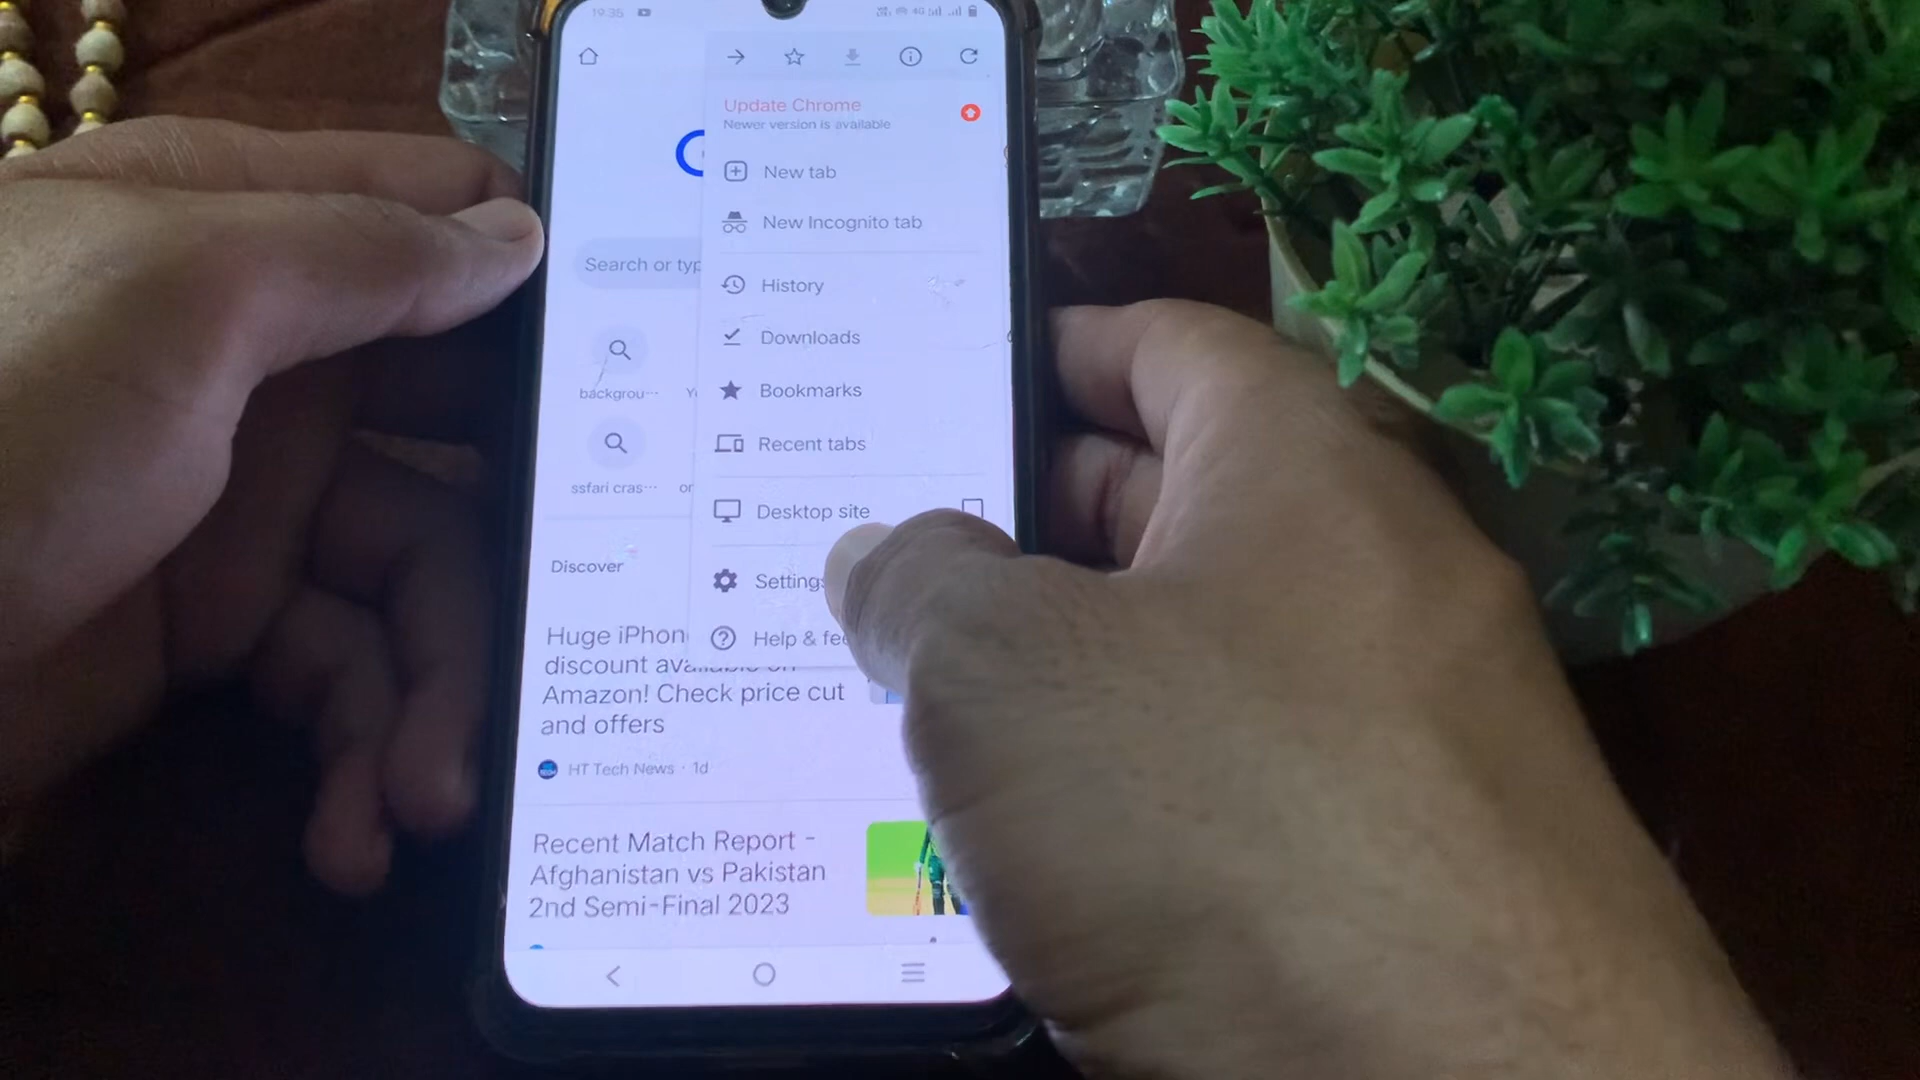 19:35
4G
Update Chrome
Newer version is available
New tab
New Incognito tab
Search or typ
History
Downloads
backgrou...
Bookmarks
Recent tabs
ssfari cras...
or
Desktop site
Discover
Settings
Help & fee
Huge iPhon
discount
Amazon! Check price cut
and offers
HT Tech News · 1d
Recent Match Report -
Afghanistan vs Pakistan
2nd Semi-Final 2023